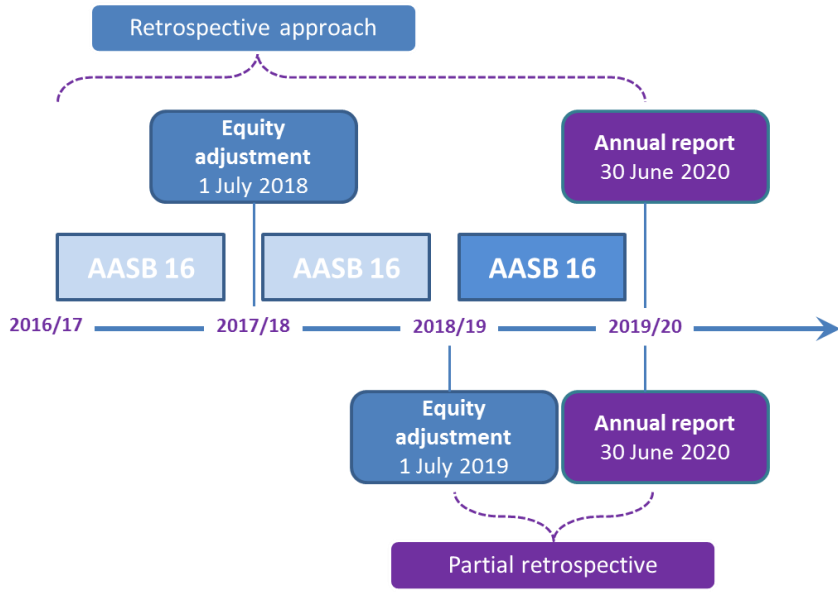 Retrospective approach
Equity
adjustment
1 July 2018
Annual report
30 June 2020
AASB 16
AASB 16
AASB 16
2016/17
2017/18
2018/19
2019/20
Equity
adjustment
1 July 2019
Annual report
30 June 2020
Partial retrospective